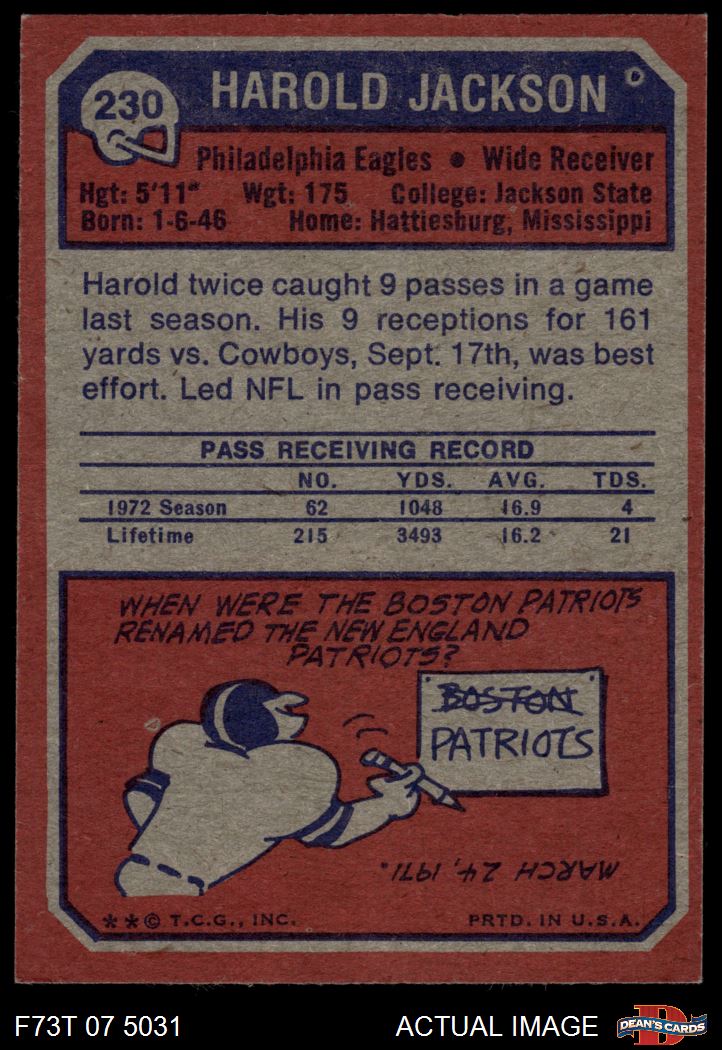 230
HAROLD JACKSON
Philadelphia Eagles • Wide Receiver
Hgt: 5'11" Wgt: 175 College: Jackson State
Born: 1-6-46 Home: Hattiesburg, Mississippi
Harold twice caught 9 passes in a game
last season. His 9 receptions for 161
yards vs. Cowboys, Sept. 17th, was best
effort. Led NFL in pass receiving.
PASS RECEIVING RECORD
NO. YDS. AVG. TDS.
1972 Season 62 1048 16.9 4
Lifetime 215 3493 16.2 21
WHEN WERE THE BOSTON PATRIOTS
RENAMED THE NEW ENGLAND
PATRIOTS?
BOSTON
PATRIOTS
MARCH 24, 1971.
**© T.C.G., INC. PRTD. IN U.S.A.
F73T 07 5031 ACTUAL IMAGE DEAN'S CARDS